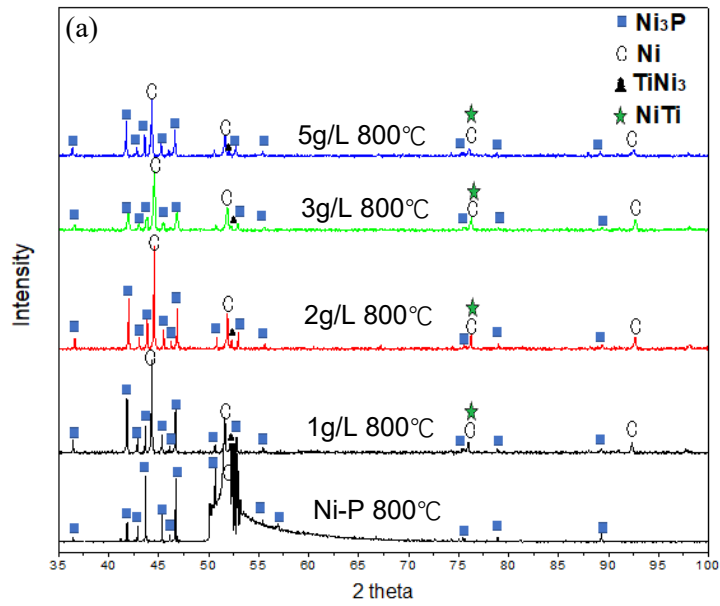 (a)
Ni₃P
Ni
TiNi₃
NiTi
5g/L 800℃
3g/L 800℃
2g/L 800℃
1g/L 800℃
Ni-P 800℃
Intensity
35 40 45 50 55 60 65 70 75 80 85 90 95 100
2 theta